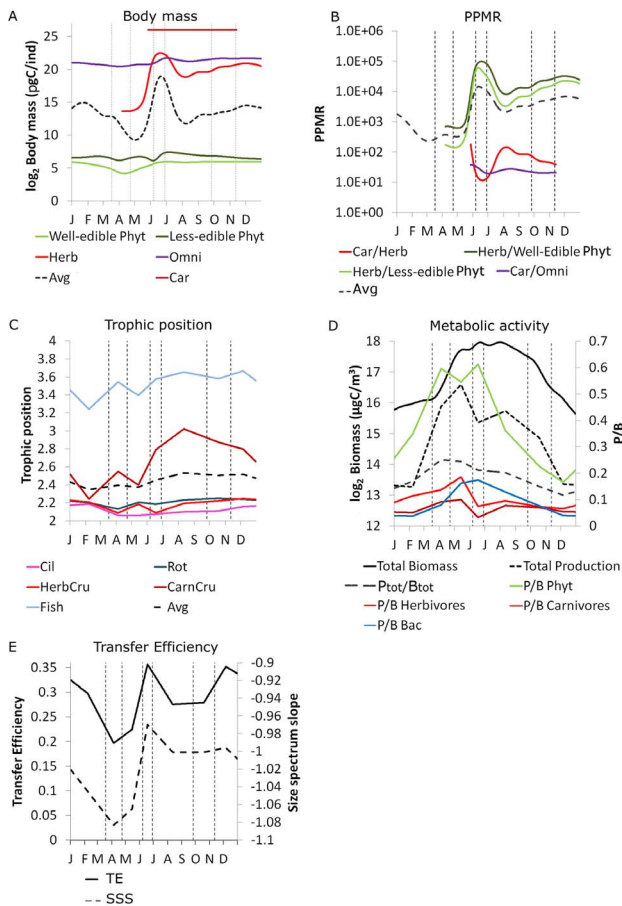 A
Body mass
log2 Body mass (pgC/ind)
25
20
15
10
5
0
J F M A M J J A S O N D
Well-edible Phyt
Less-edible Phyt
Herb
Omni
Avg
Car
B
PPMR
PPMR
1.0E+06
1.0E+05
1.0E+04
1.0E+03
1.0E+02
1.0E+01
1.0E+00
J F M A M J J A S O N D
Car/Herb
Herb/Well-Edible Phyt
Herb/Less-edible Phyt
Car/Omni
Avg
C
Trophic position
Trophic position
4
3.6
3.2
3
2.8
2.6
2.4
2.2
2
J F M A M J J A S O N D
Cil
Rot
HerbCru
CarnCru
Fish
Avg
D
Metabolic activity
log2 Biomass (µgC/m³)
18
17
16
15
14
13
12
0.7
0.6
0.5
0.4
0.3
0.2
0.1
0
P/B
J F M A M J J A S O N D
Total Biomass
Total Production
Ptot/Btot
P/B Phyt
P/B Herbivores
P/B Carnivores
P/B Bac
E
Transfer Efficiency
Transfer Efficiency
0.35
0.3
0.25
0.2
0.15
0.1
0.05
0
-0.9
-0.92
-0.94
-0.96
-0.98
-1
-1.02
-1.04
-1.06
-1.08
-1.1
Size spectrum slope
J F M A M J J A S O N D
TE
SSS